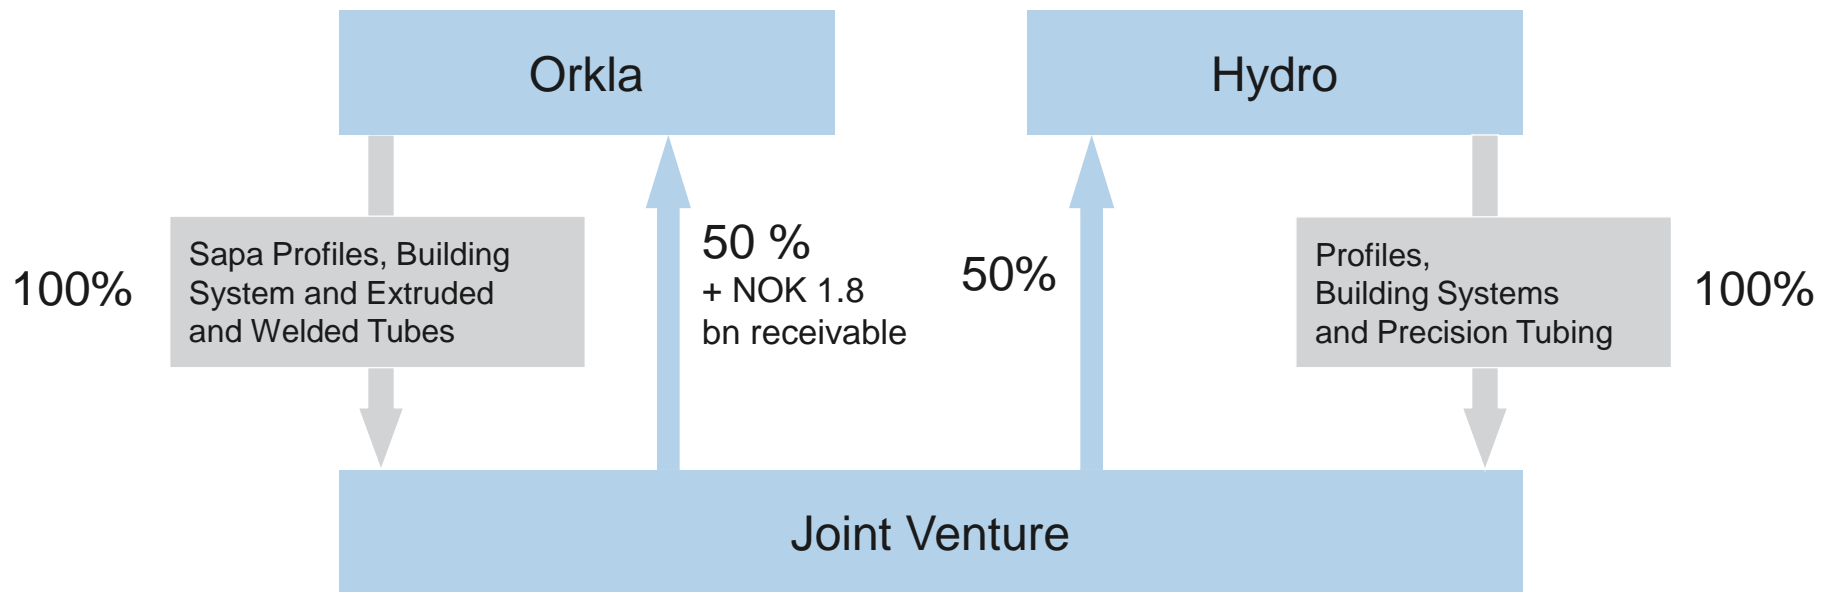 Orkla
Hydro
100%
Sapa Profiles, Building
System and Extruded
and Welded Tubes
50 %
+ NOK 1.8
bn receivable
50%
Profiles,
Building Systems
and Precision Tubing
100%
Joint Venture